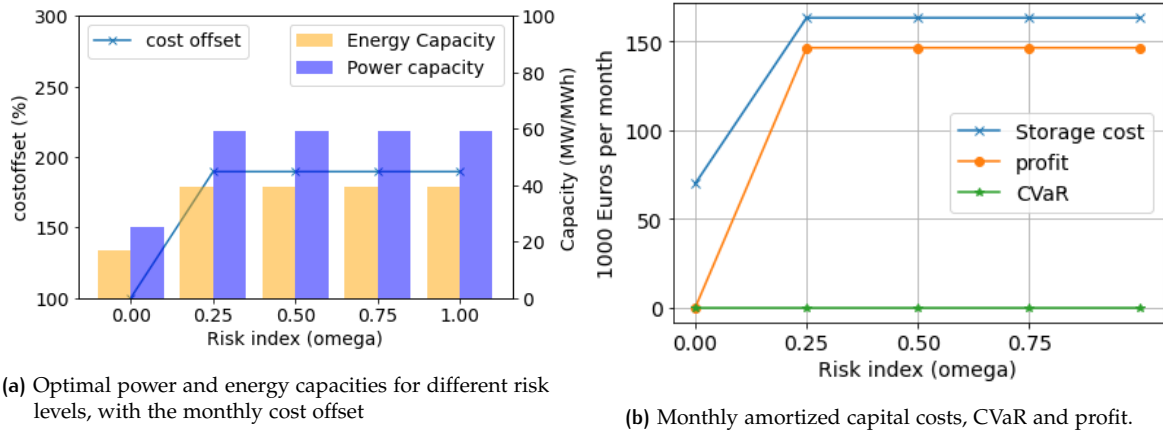 300
250
200
150
100
costoffset (%)
cost offset
Energy Capacity
Power capacity
100
80
60
40
20
0
Capacity (MW/MWh)
0.00 0.25 0.50 0.75 1.00
Risk index (omega)
(a) Optimal power and energy capacities for different risk
levels, with the monthly cost offset
150
100
50
0
1000 Euros per month
Storage cost
profit
CVaR
0.00 0.25 0.50 0.75
Risk index (omega)
(b) Monthly amortized capital costs, CVaR and profit.